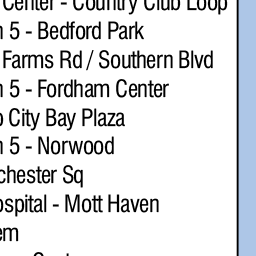 Center - Country Club Loop
5 - Bedford Park
Farms Rd / Southern Blvd
5 - Fordham Center
City Bay Plaza
5 - Norwood
chester Sq
ospital - Mott Haven
em